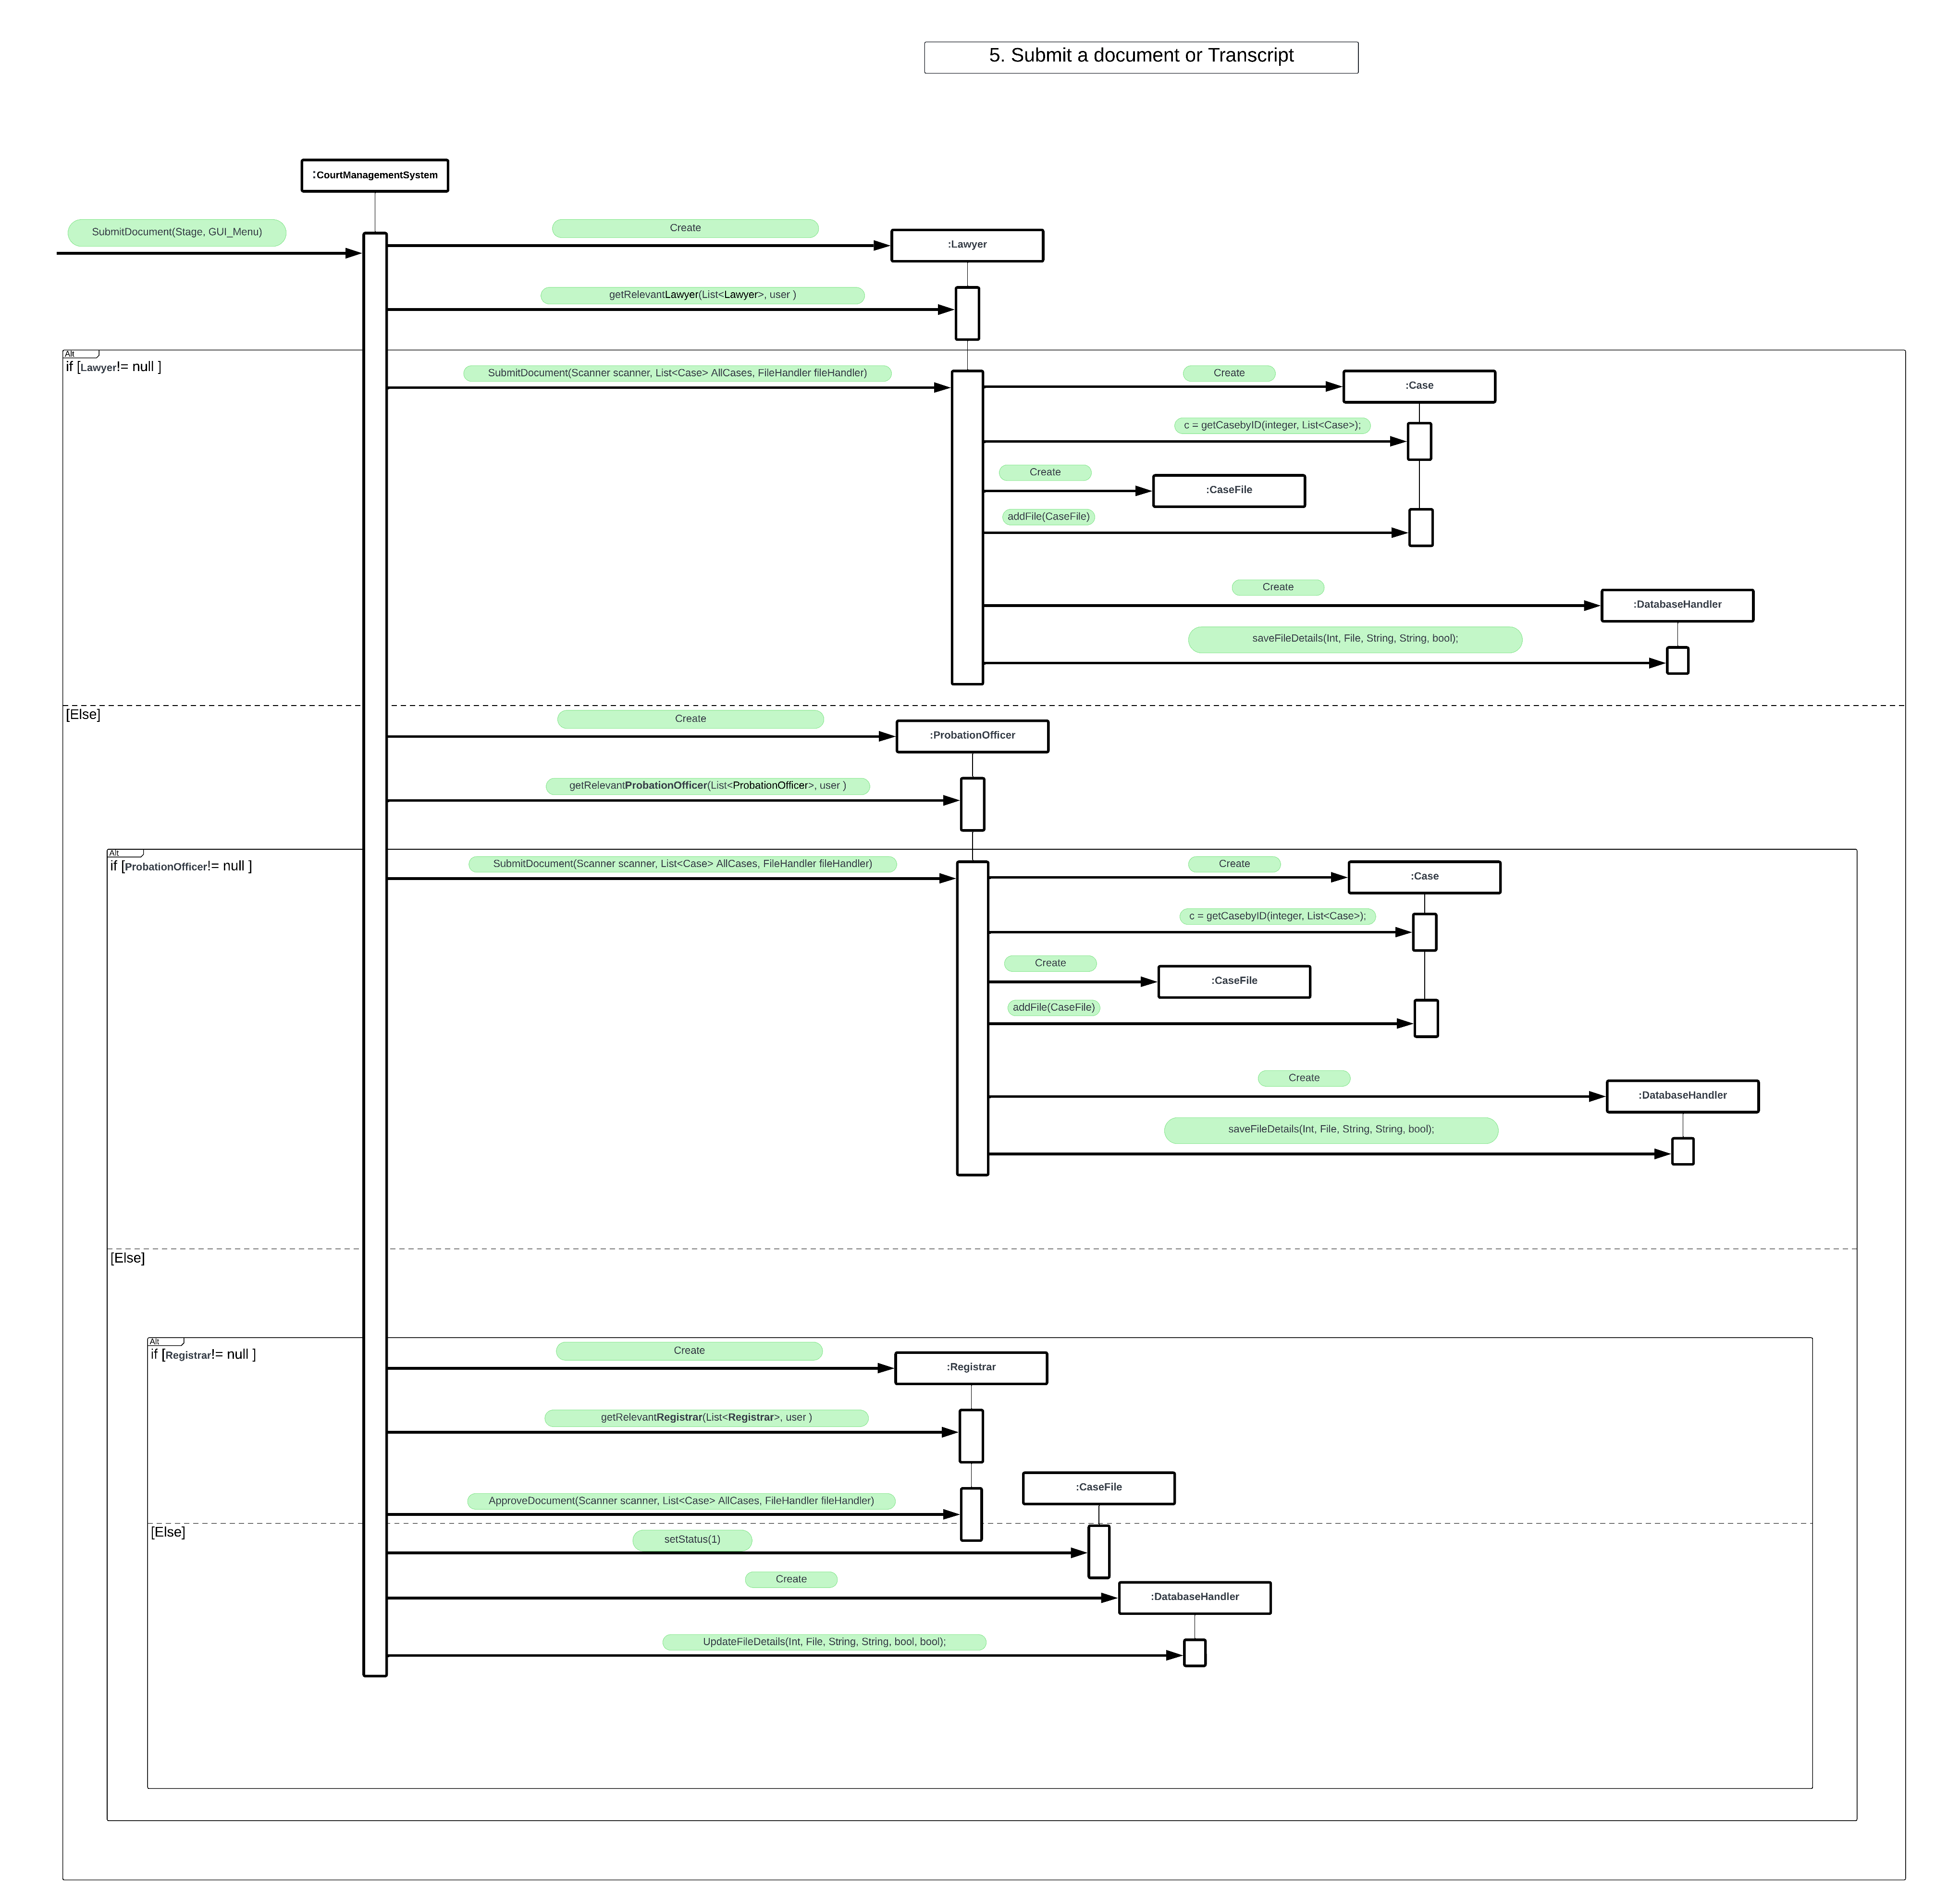 5. Submit a document or Transcript
:CourtManagementSystem
SubmitDocument(Stage, GUI_Menu)
Create
:Lawyer
getRelevantLawyer(List<Lawyer>, user )
Alt
if [Lawyer!= null ]
SubmitDocument(Scanner scanner, List<Case> AllCases, FileHandler fileHandler)
Create
:Case
c = getCasebyID(integer, List<Case>);
Create
:CaseFile
addFile(CaseFile)
Create
:DatabaseHandler
saveFileDetails(Int, File, String, String, bool);
[Else]
Create
:ProbationOfficer
getRelevantProbationOfficer(List<ProbationOfficer>, user )
Alt
if [ProbationOfficer!= null ]
SubmitDocument(Scanner scanner, List<Case> AllCases, FileHandler fileHandler)
Create
:Case
c = getCasebyID(integer, List<Case>);
Create
:CaseFile
addFile(CaseFile)
Create
:DatabaseHandler
saveFileDetails(Int, File, String, String, bool);
[Else]
Alt
if [Registrar!= null ]
Create
:Registrar
getRelevantRegistrar(List<Registrar>, user )
:CaseFile
ApproveDocument(Scanner scanner, List<Case> AllCases, FileHandler fileHandler)
[Else]
setStatus(1)
Create
:DatabaseHandler
UpdateFileDetails(Int, File, String, String, bool, bool);